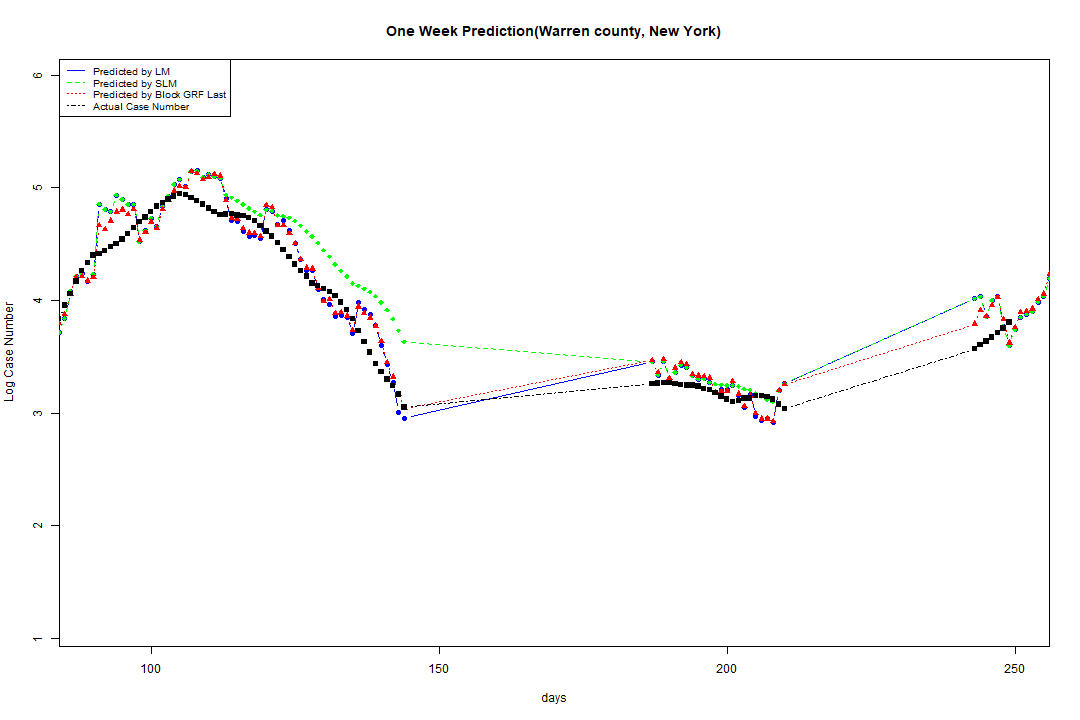 One Week Prediction(Warren county, New York)
Predicted by LM
Predicted by SLM
Predicted by Block GRF Last
Actual Case Number
6
5
4
3
2
1
Log Case Number
100 150 200 250
days